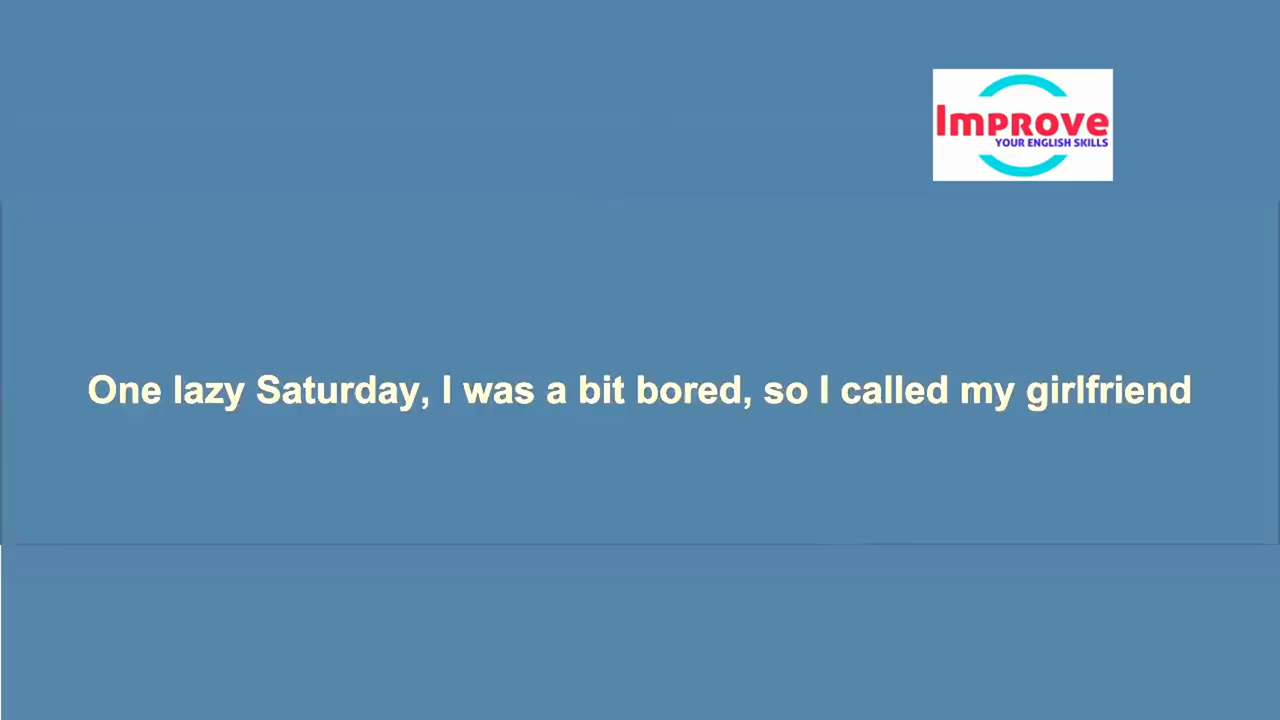 Improve
YOUR ENGLISH SKILLS
One lazy Saturday, I was a bit bored, so I called my girlfriend